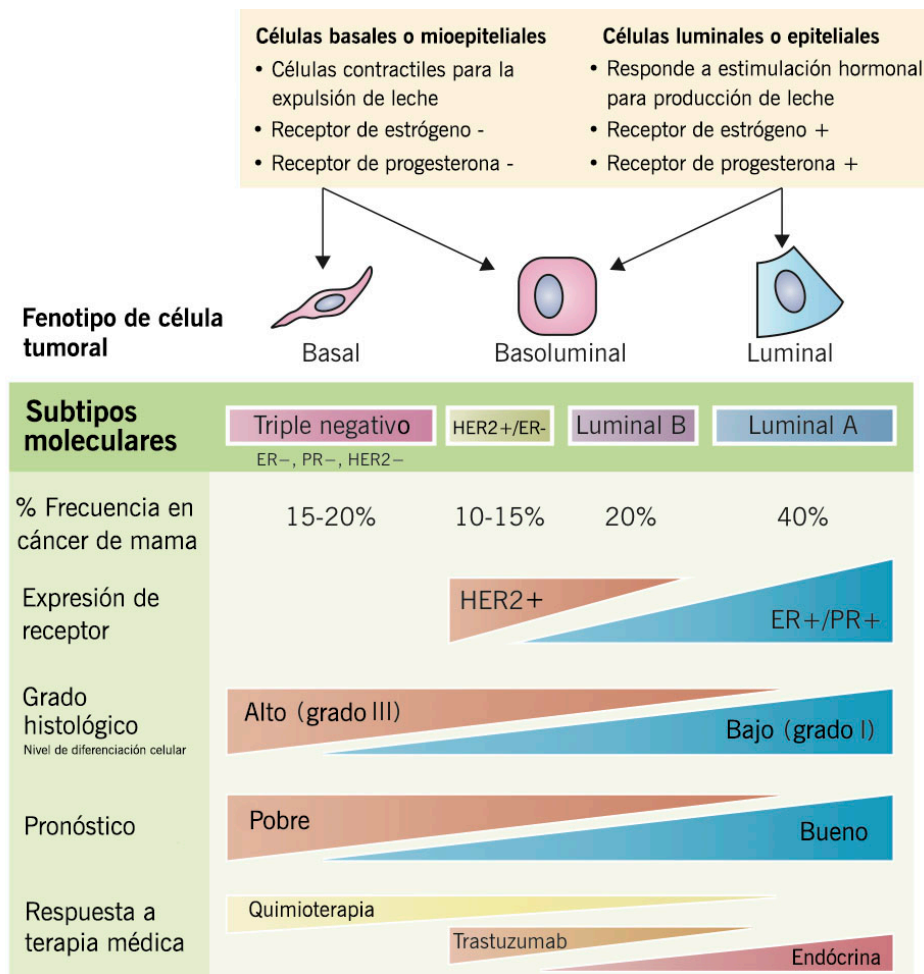 Células basales o mioepiteliales
• Células contractiles para la
expulsión de leche
• Receptor de estrógeno -
• Receptor de progesterona -
Células luminales o epiteliales
• Responde a estimulación hormonal
para producción de leche
• Receptor de estrógeno +
• Receptor de progesterona +
Fenotipo de célula
tumoral
Basal
Basoluminal
Luminal
Subtipos
moleculares
Triple negativo
ER−, PR−, HER2−
HER2+/ER-
Luminal B
Luminal A
% Frecuencia en
cáncer de mama
15-20%
10-15%
20%
40%
Expresión de
receptor
HER2+
ER+/PR+
Grado
histológico
Nivel de diferenciación celular
Alto (grado III)
Bajo (grado I)
Pronóstico
Pobre
Bueno
Respuesta a
terapia médica
Quimioterapia
Trastuzumab
Endócrina